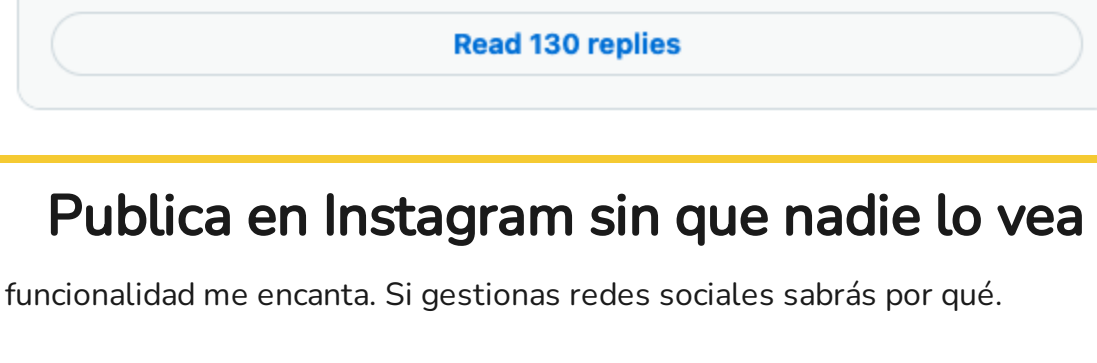 Read 130 replies
Publica en Instagram sin que nadie lo vea
funcionalidad me encanta. Si gestionas redes sociales sabrás por qué.